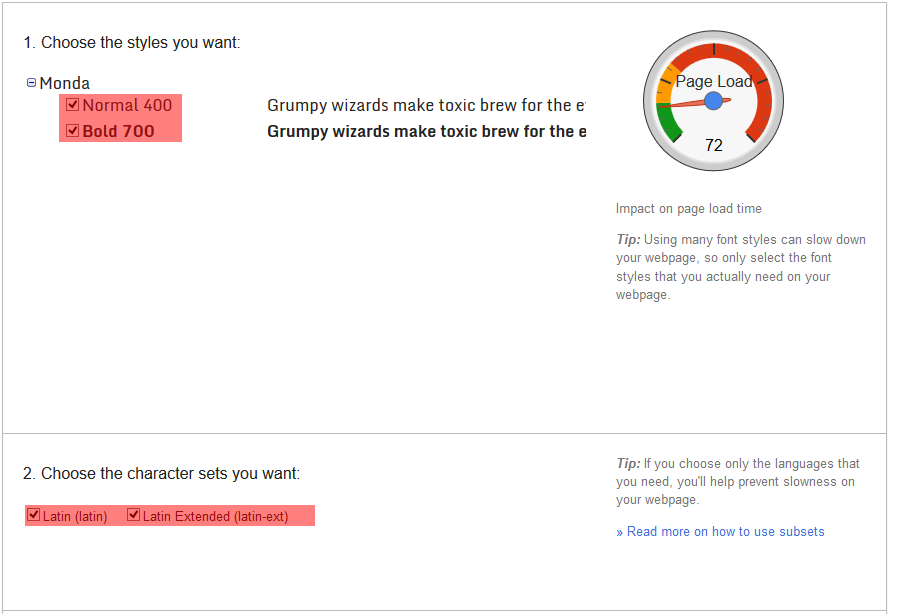 1. Choose the styles you want:
Monda
Normal 400
Grumpy wizards make toxic brew for the e
Bold 700
Grumpy wizards make toxic brew for the e
Page Load
72
Impact on page load time
Tip: Using many font styles can slow down
your webpage, so only select the font
styles that you actually need on your
webpage.
2. Choose the character sets you want:
Latin (latin)
Latin Extended (latin-ext)
Tip: If you choose only the languages that
you need, you'll help prevent slowness on
your webpage.
» Read more on how to use subsets